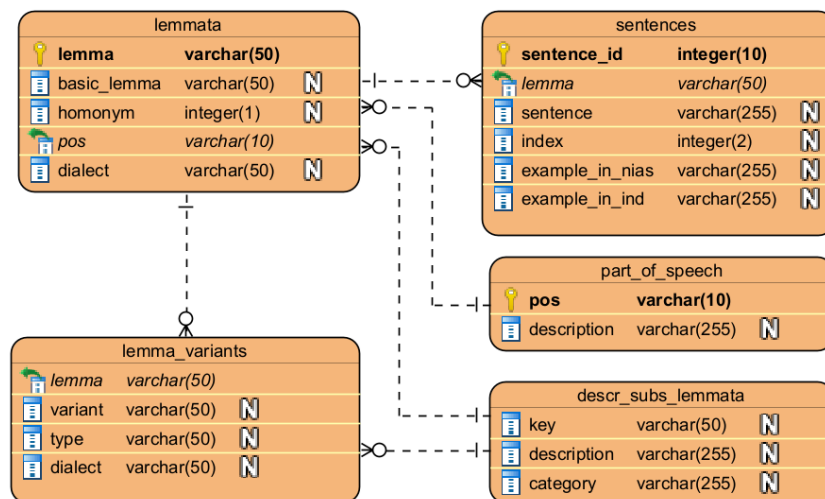 lemmata
lemma varchar(50)
basic_lemma varchar(50) N
homonym integer(1) N
pos varchar(10)
dialect varchar(50) N
sentences
sentence_id integer(10)
lemma varchar(50)
sentence varchar(255) N
index integer(2) N
example_in_nias varchar(255) N
example_in_ind varchar(255) N
part_of_speech
pos varchar(10)
description varchar(255) N
lemma_variants
lemma varchar(50)
variant varchar(50) N
type varchar(50) N
dialect varchar(50) N
descr_subs_lemmata
key varchar(50) N
description varchar(255) N
category varchar(255) N